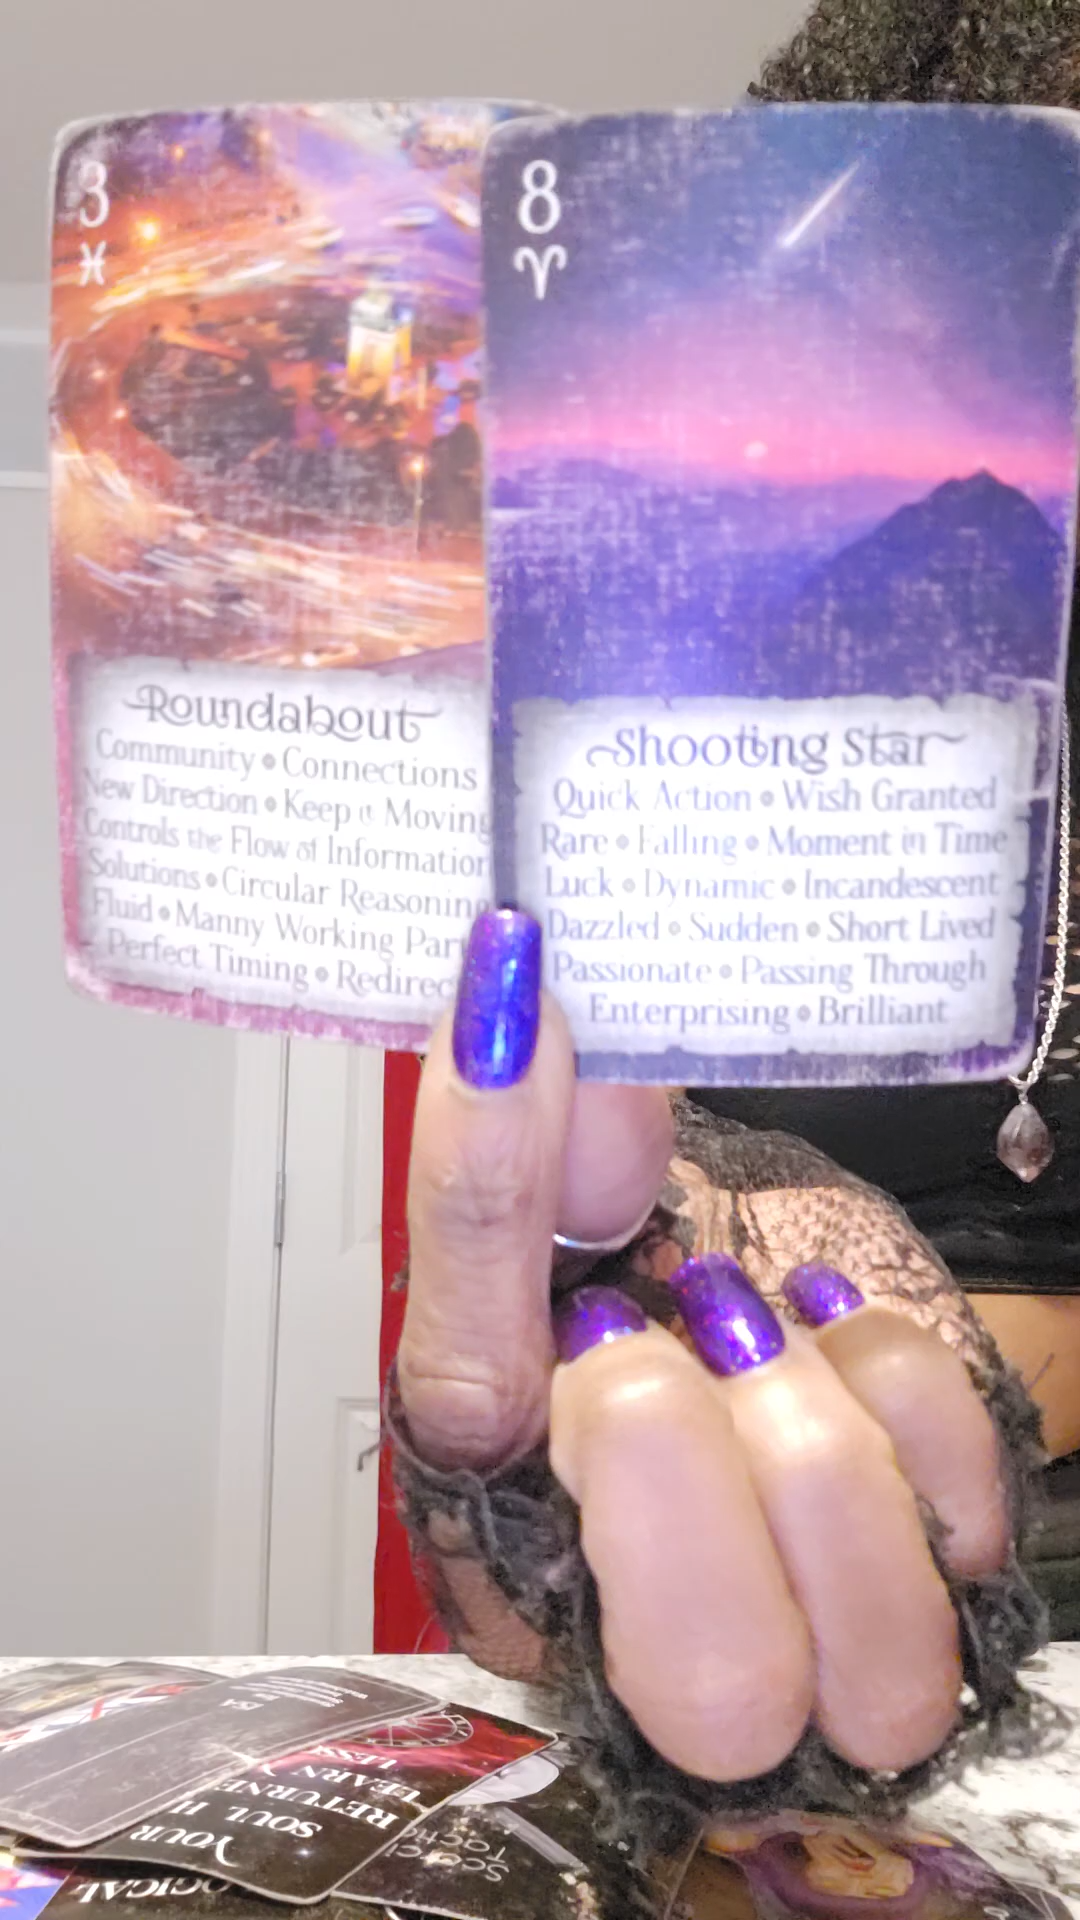 3
♓
Roundabout
Community • Connections
New Direction • Keep it Moving
Controls the Flow of Information
Solutions • Circular Reasoning
Fluid • Manny Working
Perfect Timing •
8
♈
Shooting Star
Quick Action • Wish Granted
Rare • Falling • Moment in Time
Luck • Dynamic • Incandescent
Dazzled • Sudden • Short Lived
Passionate • Passing Through
Enterprising • Brilliant
YOUR
SOUL
LESS